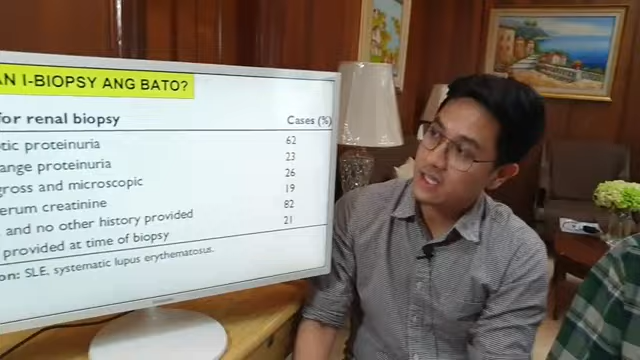 AN I-BIOPSY ANG BATO?
for renal biopsy Cases (%)
otic proteinuria 62
ange proteinuria 23
gross and microscopic 26
erum creatinine 19
and no other history provided 82
provided at time of biopsy 21
on: SLE, systematic lupus erythematosus.